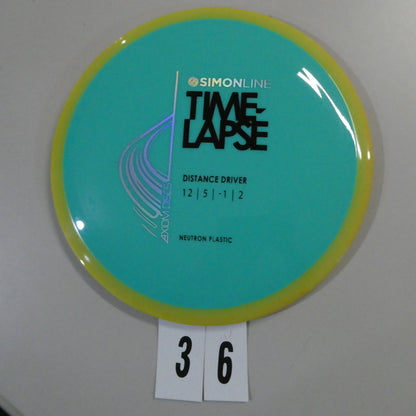 SIMONLINE
TIME-
LAPSE
DISTANCE DRIVER
12 | 5 | -1 | 2
AXIOM DISCS
NEUTRON PLASTIC
3 6